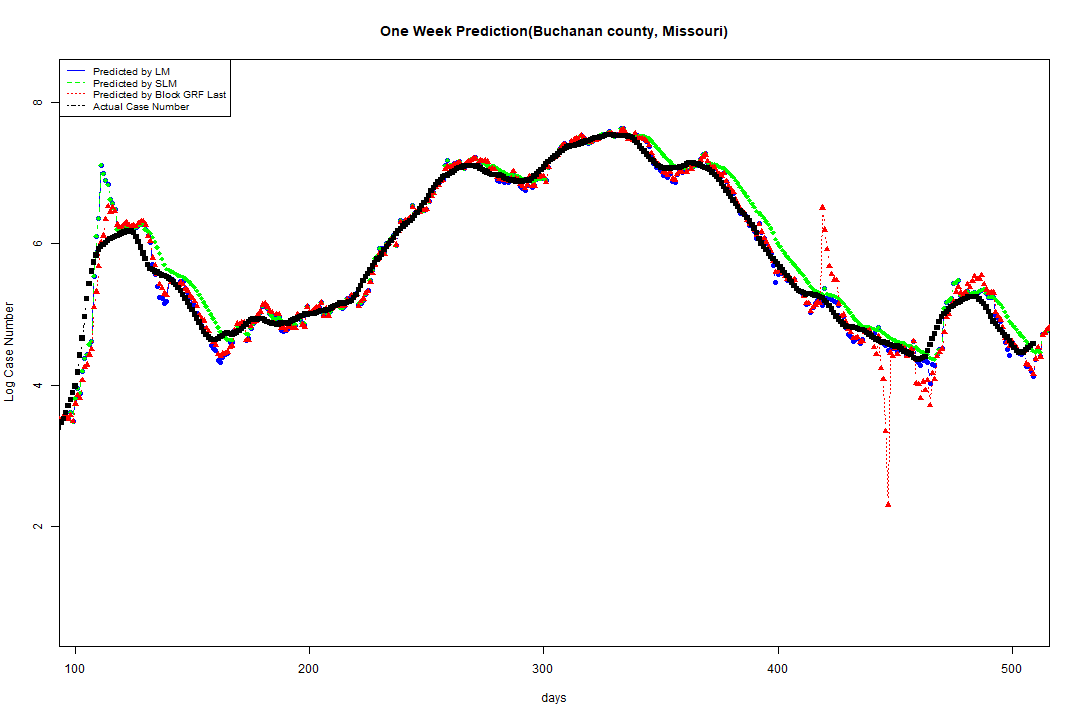 One Week Prediction(Buchanan county, Missouri)
Predicted by LM
Predicted by SLM
Predicted by Block GRF Last
Actual Case Number
Log Case Number
8
6
4
2
100 200 300 400 500
days